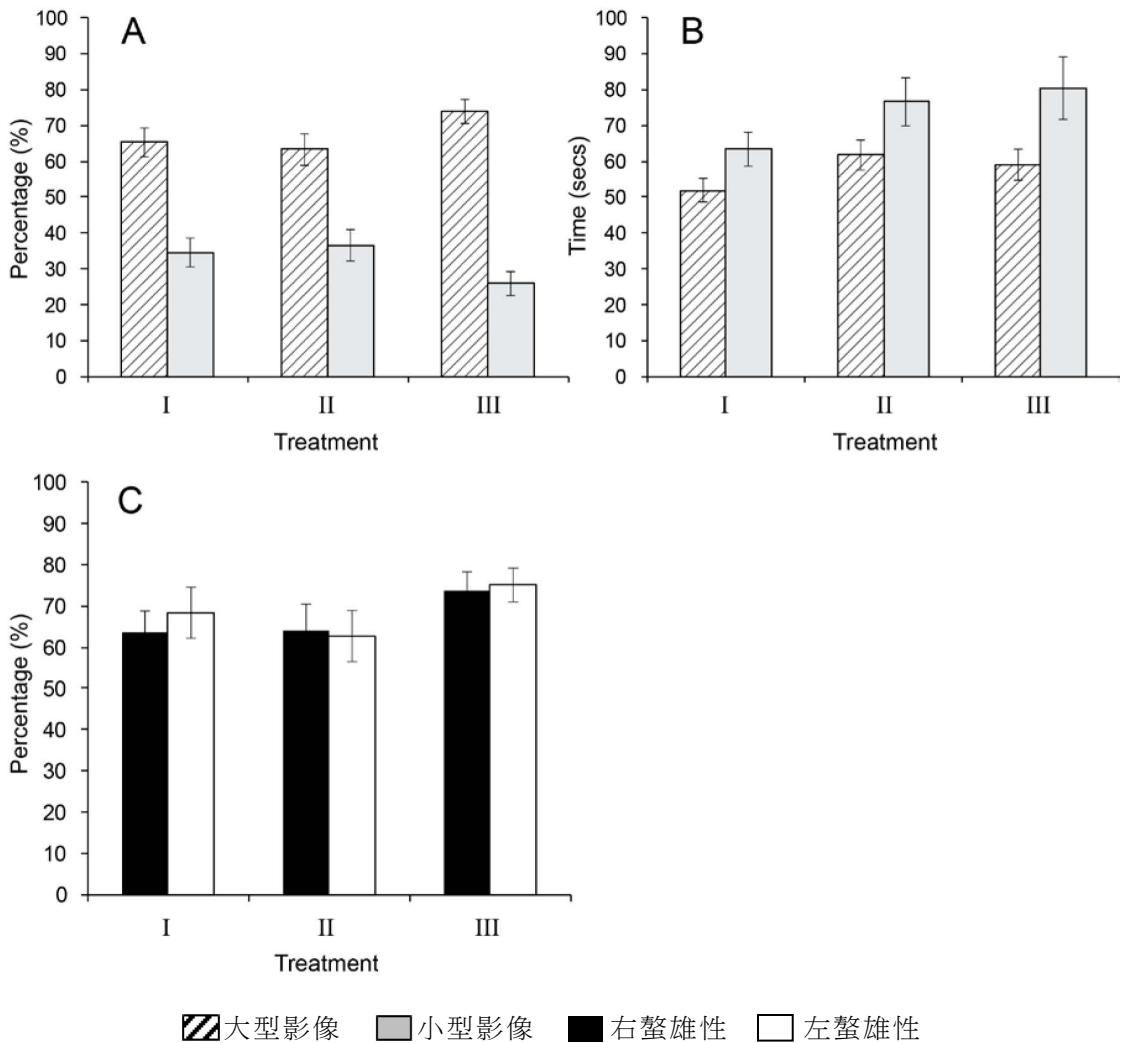 A
100
90
80
70
60
50
40
30
20
10
0
Percentage (%)
I II III
Treatment
B
100
90
80
70
60
50
40
30
20
10
0
Time (secs)
I II III
Treatment
C
100
90
80
70
60
50
40
30
20
10
0
Percentage (%)
I II III
Treatment
大型影像 小型影像 右螯雄性 左螯雄性